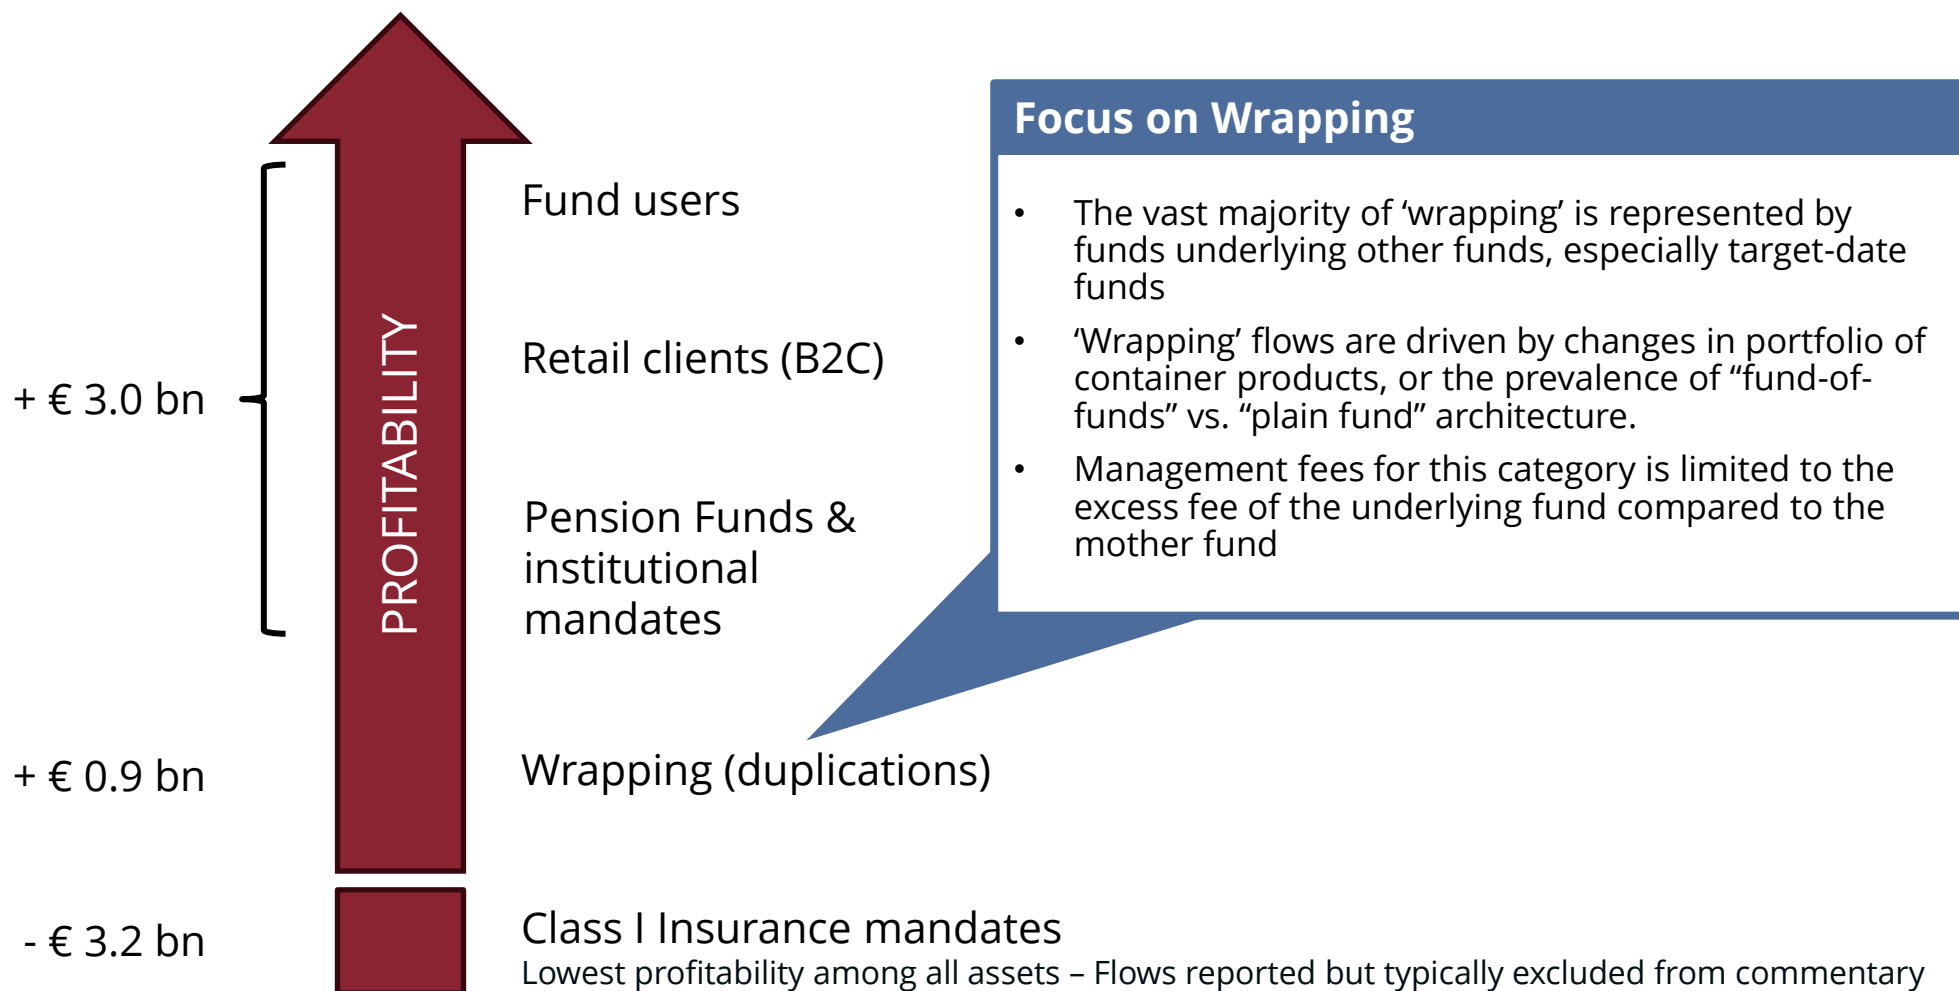 Fund users
Retail clients (B2C)
Pension Funds &
institutional
mandates
+ € 3.0 bn
PROFITABILITY
Focus on Wrapping
• The vast majority of ‘wrapping’ is represented by
funds underlying other funds, especially target-date
funds
• ‘Wrapping’ flows are driven by changes in portfolio of
container products, or the prevalence of “fund-of-
funds” vs. “plain fund” architecture.
• Management fees for this category is limited to the
excess fee of the underlying fund compared to the
mother fund
+ € 0.9 bn
Wrapping (duplications)
- € 3.2 bn
Class I Insurance mandates
Lowest profitability among all assets – Flows reported but typically excluded from commentary